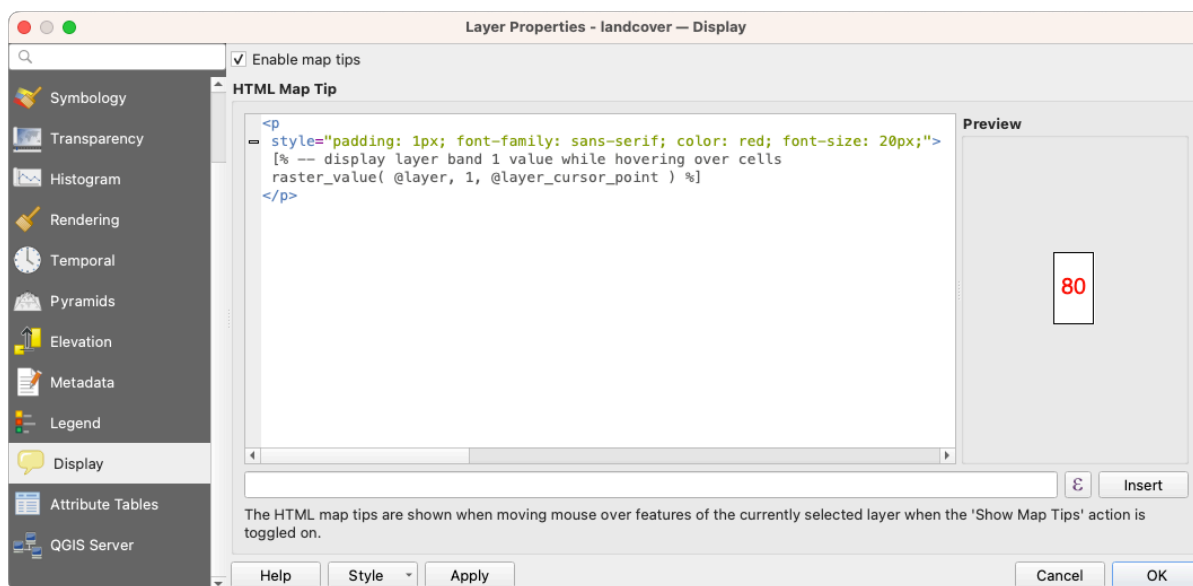 Layer Properties - landcover — Display
Symbology
Transparency
Histogram
Rendering
Temporal
Pyramids
Elevation
Metadata
Legend
Display
Attribute Tables
QGIS Server
Enable map tips
HTML Map Tip
<p
style="padding: 1px; font-family: sans-serif; color: red; font-size: 20px;">
[% -- display layer band 1 value while hovering over cells
raster_value( @layer, 1, @layer_cursor_point ) %]
</p>
Preview
80
ε Insert
The HTML map tips are shown when moving mouse over features of the currently selected layer when the 'Show Map Tips' action is
toggled on.
Help Style Apply Cancel OK